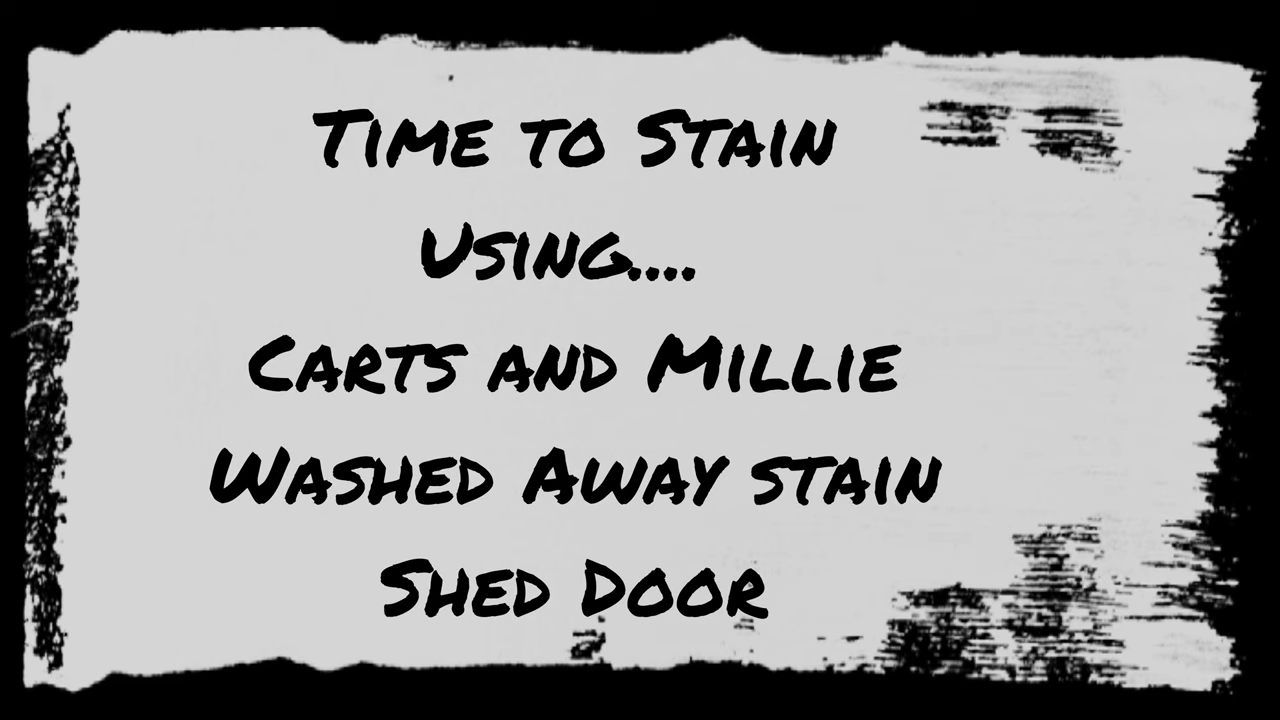 Time to Stain
Using....
Carts and Millie
Washed Away stain
Shed Door